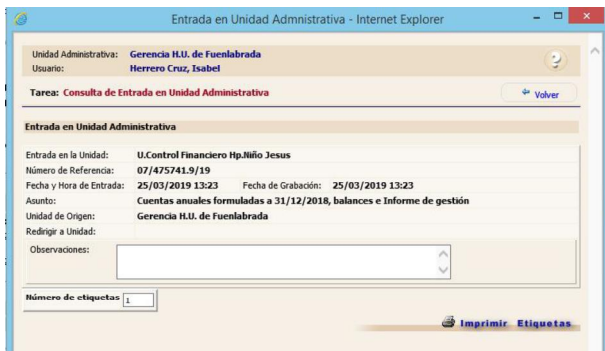 Entrada en Unidad Admnistrativa - Internet Explorer
Unidad Administrativa: Gerencia H.U. de Fuenlabrada
Usuario: Herrero Cruz, Isabel
Tarea: Consulta de Entrada en Unidad Administrativa
Volver
Entrada en Unidad Administrativa
Entrada en la Unidad: U.Control Financiero Hp.Niño Jesus
Número de Referencia: 07/475741.9/19
Fecha y Hora de Entrada: 25/03/2019 13:23 Fecha de Grabación: 25/03/2019 13:23
Asunto: Cuentas anuales formuladas a 31/12/2018, balances e Informe de gestión
Unidad de Origen: Gerencia H.U. de Fuenlabrada
Redirigir a Unidad:
Observaciones:
Número de etiquetas 1
Imprimir Etiquetas